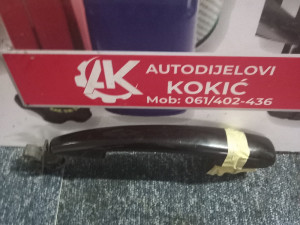 AK
AUTODIJELOVI
KOKIĆ
Mob: 061/402-436